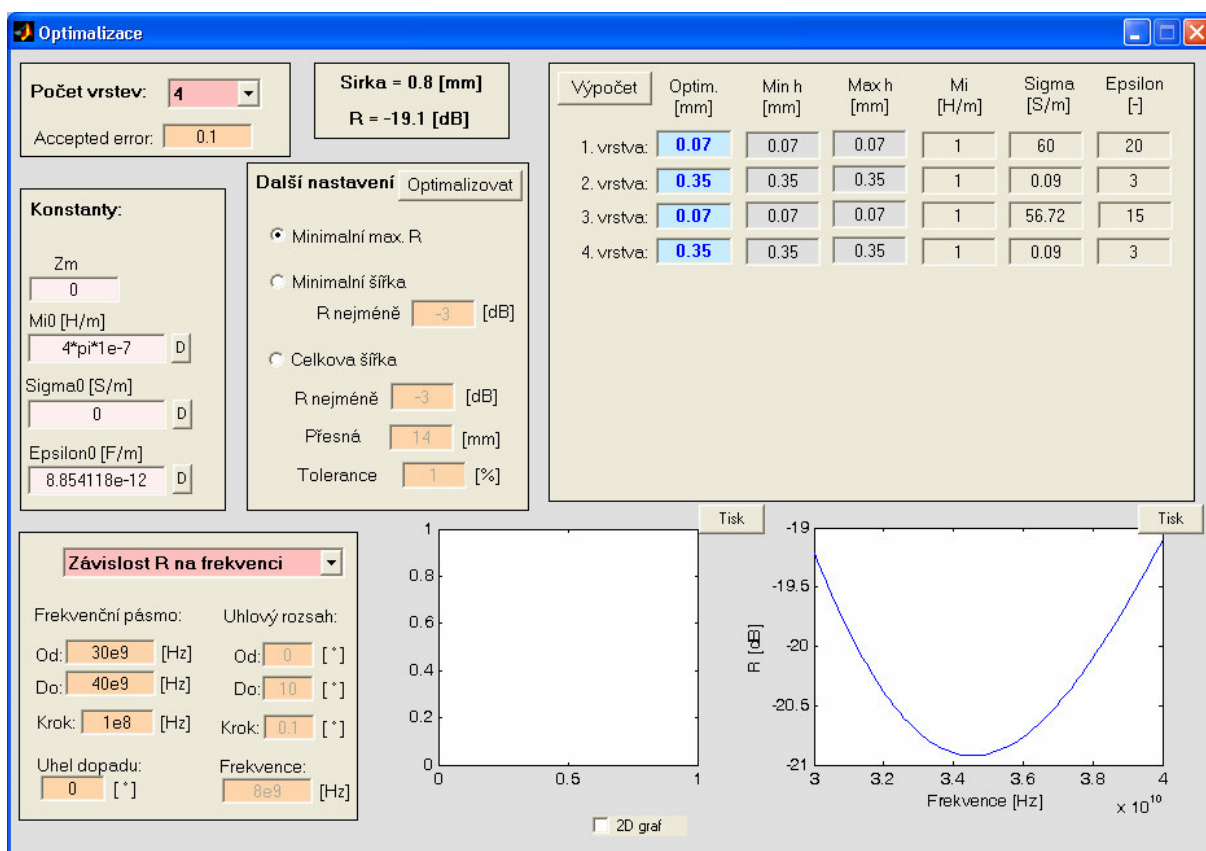 Optimalizace
Počet vrstev: 4
Accepted error: 0.1
Sirka = 0.8 [mm]
R = -19.1 [dB]
Výpočet Optim. [mm] Min h [mm] Max h [mm] Mi [H/m] Sigma [S/m] Epsilon [-]
1. vrstva: 0.07 0.07 0.07 1 60 20
2. vrstva: 0.35 0.35 0.35 1 0.09 3
3. vrstva: 0.07 0.07 0.07 1 56.72 15
4. vrstva: 0.35 0.35 0.35 1 0.09 3
Konstanty:
Zm
0
Mi0 [H/m]
4*pi*1e-7 D
Sigma0 [S/m]
0 D
Epsilon0 [F/m]
8.854118e-12 D
Další nastavení Optimalizovat
Minimalní max. R
Minimalní šířka
R nejméně -3 [dB]
Celkova šířka
R nejméně -3 [dB]
Přesná 14 [mm]
Tolerance 1 [%]
Závislost R na frekvenci
Frekvenční pásmo:
Od: 30e9 [Hz]
Do: 40e9 [Hz]
Krok: 1e8 [Hz]
Uhel dopadu:
0 [°]
Uhlový rozsah:
Od: 0 [°]
Do: 10 [°]
Krok: 0.1 [°]
Frekvence:
8e9 [Hz]
Tisk
1
0.8
0.6
0.4
0.2
0
0 0.5 1
2D graf
Tisk
-19
-19.5
-20
-20.5
-21
R [dB]
3 3.2 3.4 3.6 3.8 4
Frekvence [Hz]
x 10^10